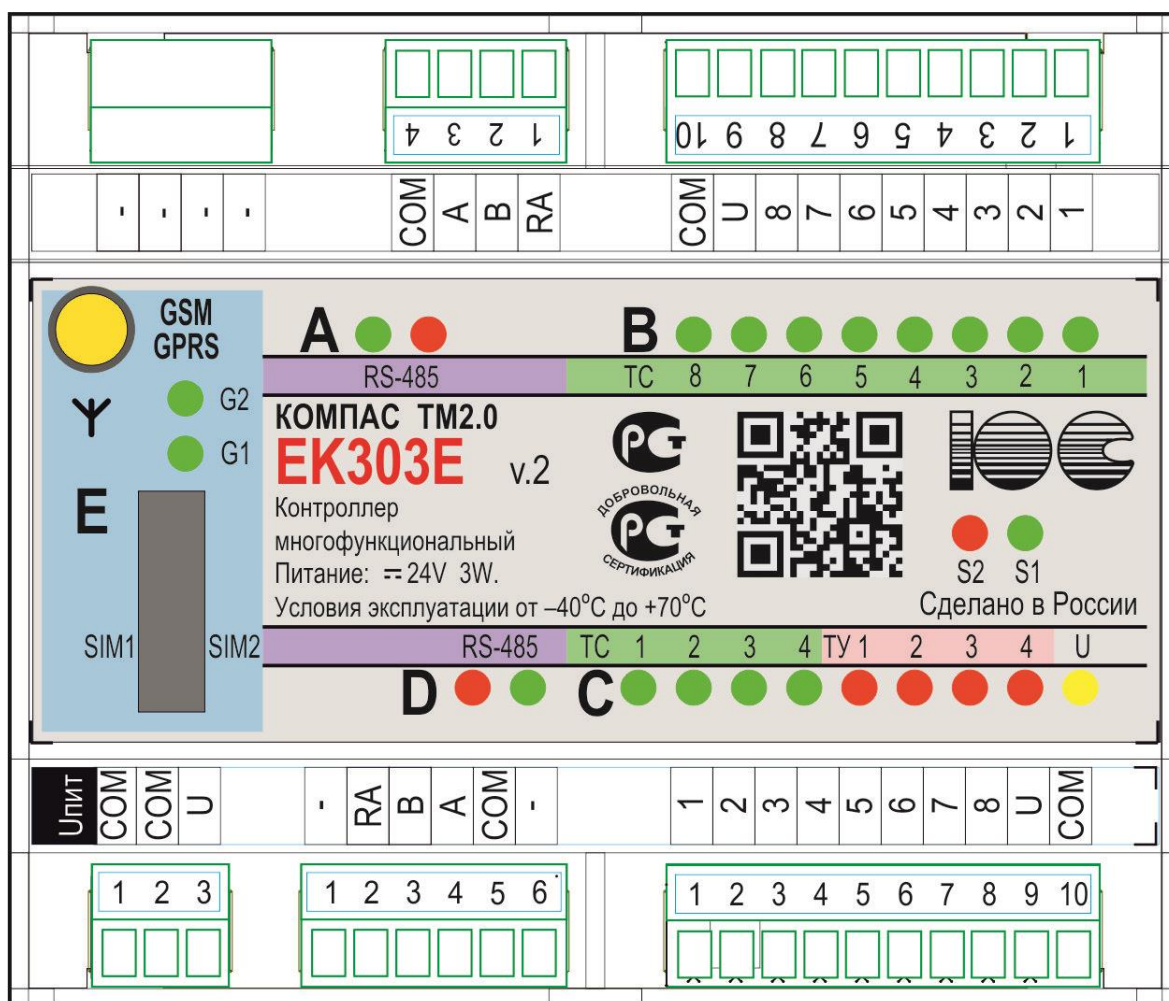 4 3 2 1
10 9 8 7 6 5 4 3 2 1
- - - -
COM A B RA
COM U 8 7 6 5 4 3 2 1
GSM
GPRS
A
B
RS-485
ТС 8 7 6 5 4 3 2 1
G2
G1
E
КОМПАС ТМ2.0
EK303E v.2
Контроллер
многофункциональный
Питание: 24V 3W.
Условия эксплуатации от –40°C до +70°C
РСТ
ДОБРОВОЛЬНАЯ
РСТ
СЕРТИФИКАЦИЯ
ЮС
S2 S1
Сделано в России
SIM1 SIM2
RS-485
ТС 1 2 3 4
ТУ 1 2 3 4 U
D
C
Uпит COM COM U
- RA B A COM -
1 2 3 4 5 6 7 8 U COM
1 2 3
1 2 3 4 5 6
1 2 3 4 5 6 7 8 9 10